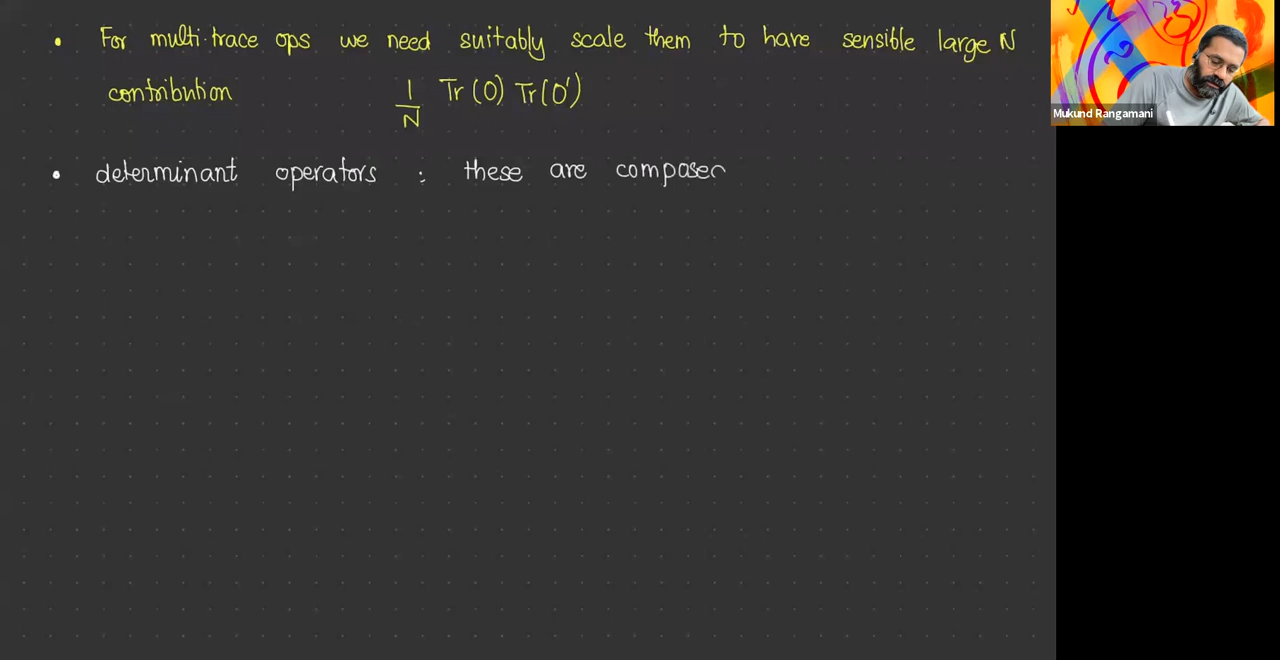 • For multi-trace ops we need suitably scale them to have sensible large N
contribution 1/N Tr(O) Tr(O')
• determinant operators : these are composed
Mukund Rangamani